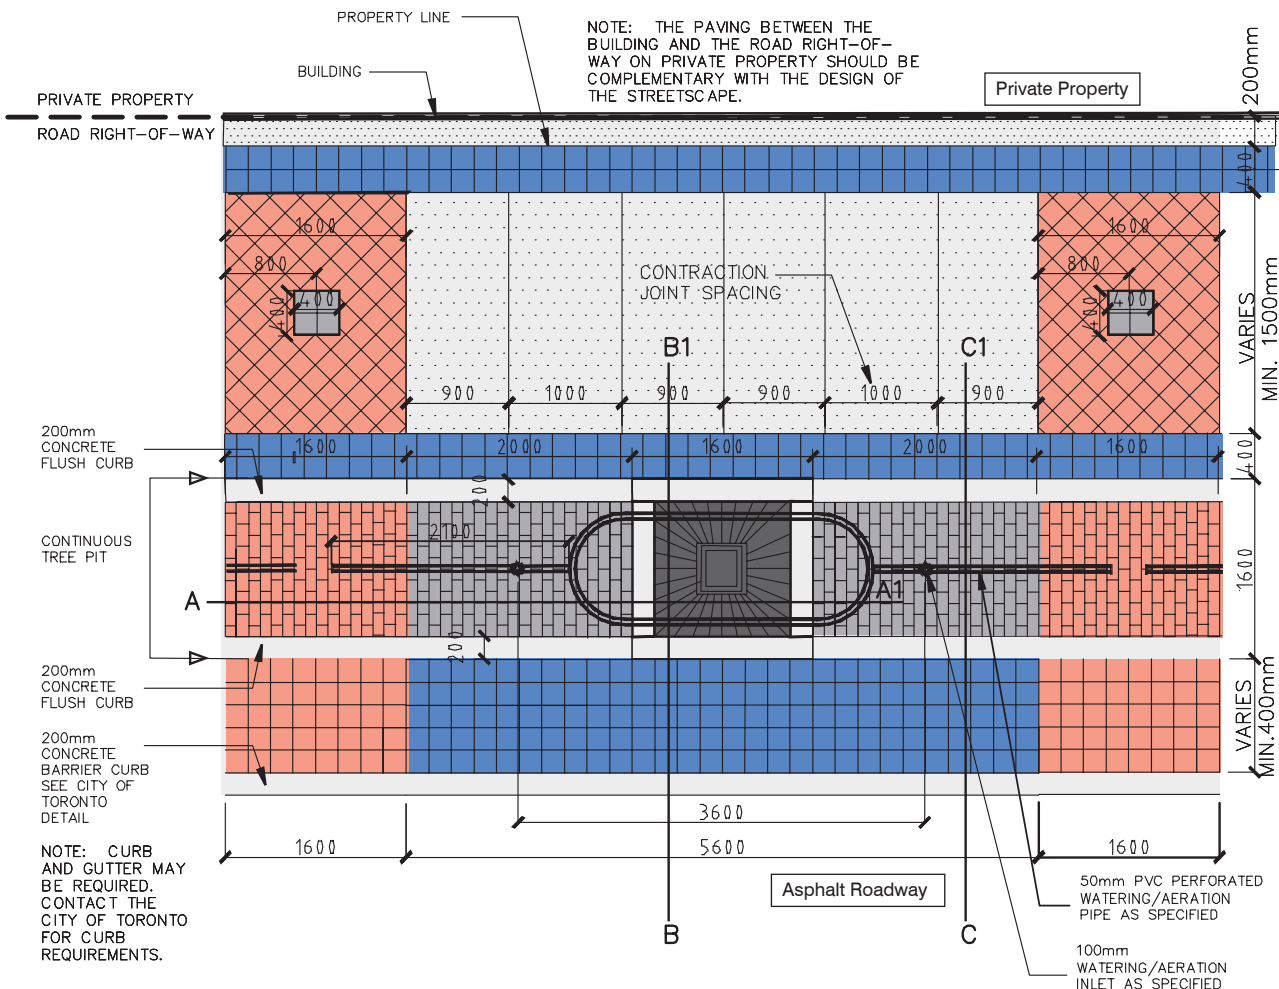 PROPERTY LINE
NOTE: THE PAVING BETWEEN THE
BUILDING AND THE ROAD RIGHT-OF-
WAY ON PRIVATE PROPERTY SHOULD BE
COMPLEMENTARY WITH THE DESIGN OF
THE STREETSCAPE.
BUILDING
Private Property
200mm
PRIVATE PROPERTY
ROAD RIGHT-OF-WAY
400
1600
1600
800
800
400
400
400
400
CONTRACTION
JOINT SPACING
VARIES
MIN. 1500mm
B1
C1
900
1000
900
900
1000
900
200mm
CONCRETE
FLUSH CURB
1600
2000
1600
2000
1600
400
200
2100
CONTINUOUS
TREE PIT
1600
A
A1
200
200mm
CONCRETE
FLUSH CURB
VARIES
MIN.400mm
200mm
CONCRETE
BARRIER CURB
SEE CITY OF
TORONTO
DETAIL
3600
1600
5600
1600
NOTE: CURB
AND GUTTER MAY
BE REQUIRED.
CONTACT THE
CITY OF TORONTO
FOR CURB
REQUIREMENTS.
Asphalt Roadway
50mm PVC PERFORATED
WATERING/AERATION
PIPE AS SPECIFIED
B
C
100mm
WATERING/AERATION
INLET AS SPECIFIED